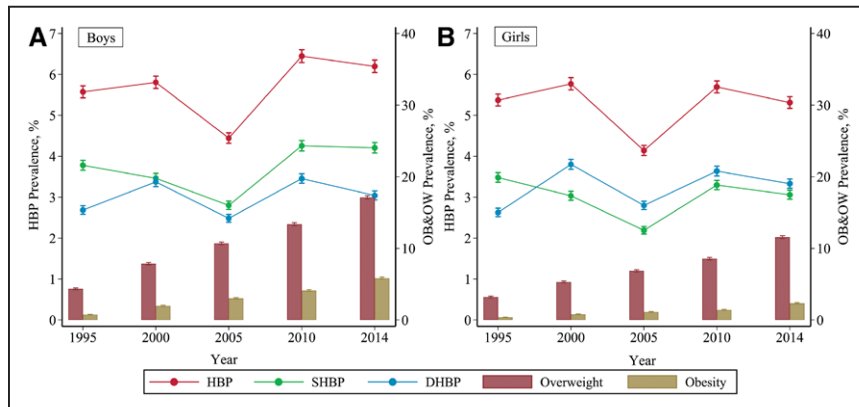 A
Boys
7
6
5
4
3
2
1
0
HBP Prevalence, %
40
30
20
10
0
OB&OW Prevalence, %
1995 2000 2005 2010 2014
Year
B
Girls
7
6
5
4
3
2
1
0
HBP Prevalence, %
40
30
20
10
0
OB&OW Prevalence, %
1995 2000 2005 2010 2014
Year
HBP SHBP DHBP Overweight Obesity